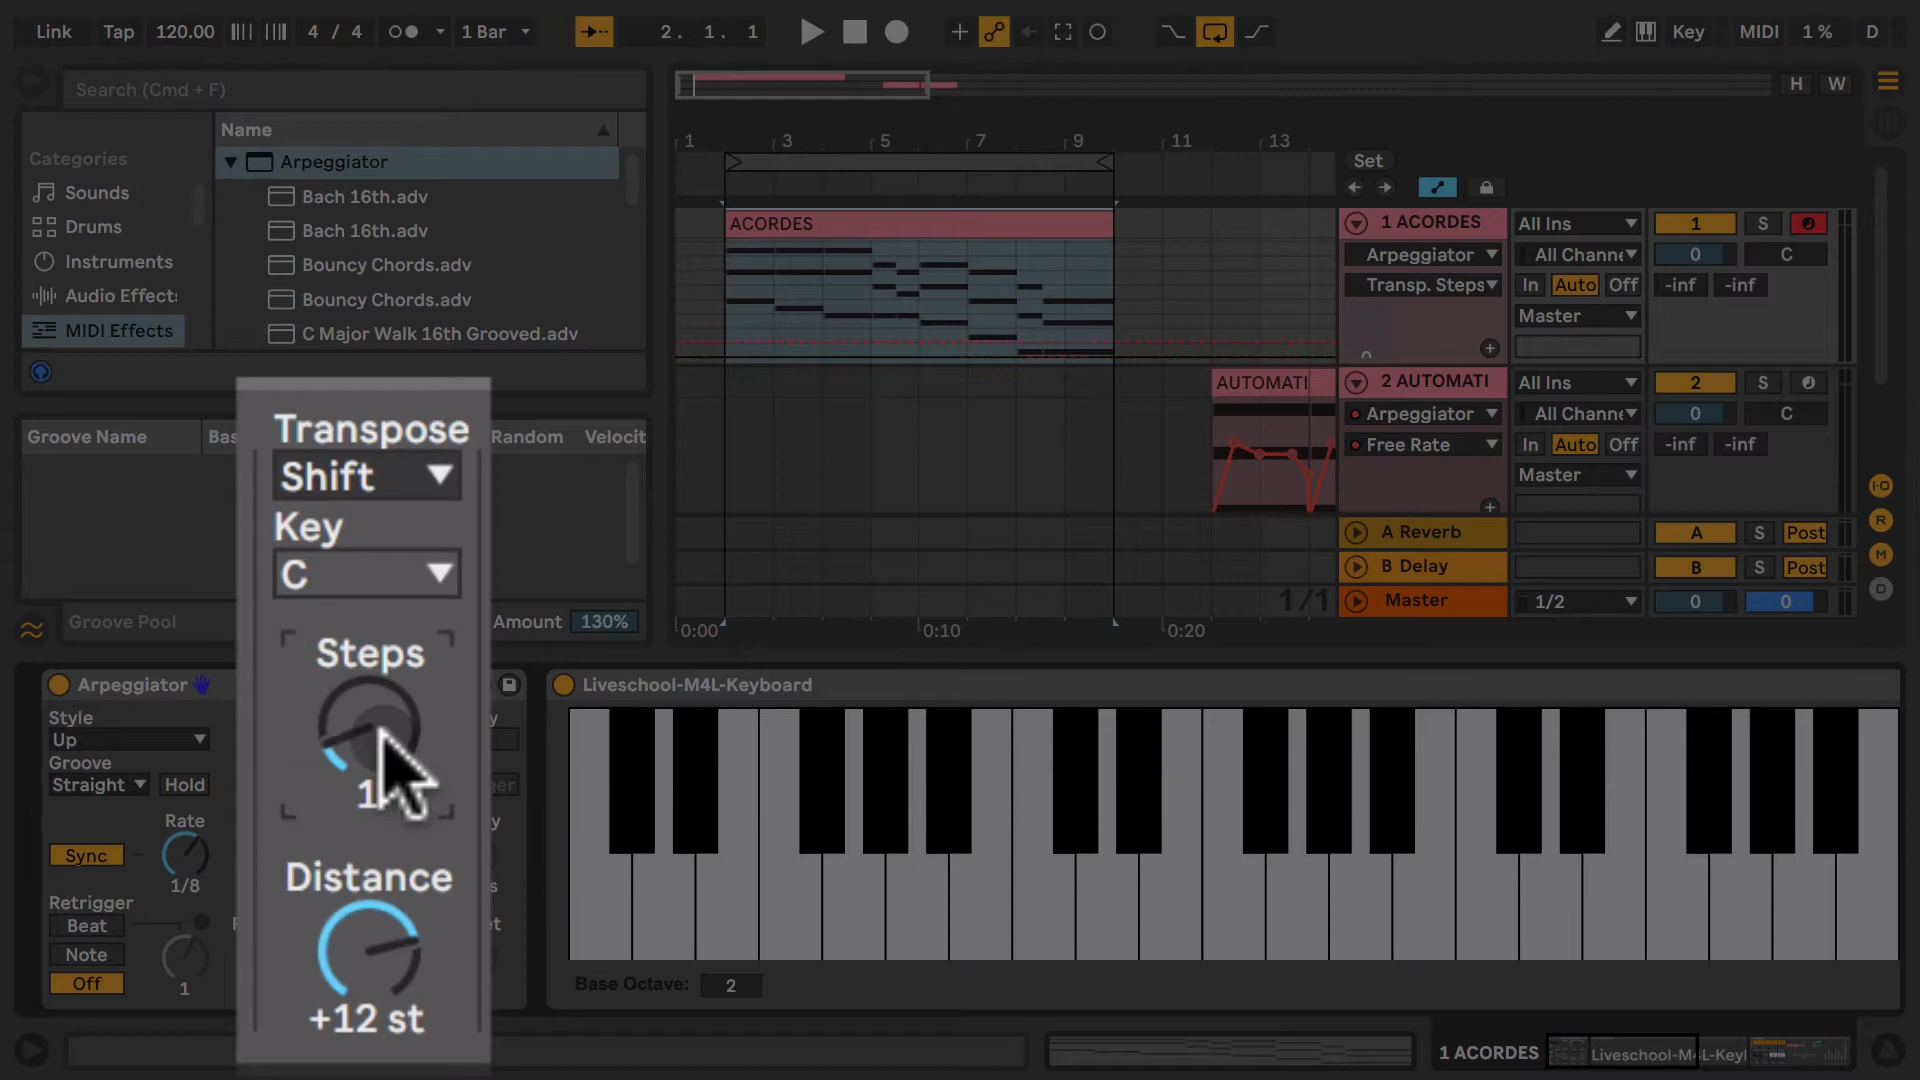 Link Tap 120.00 4 / 4 1 Bar 2. 1. 1 Key MIDI 1 % D
Search (Cmd + F)
H W
Categories
Sounds
Drums
Instruments
Audio Effect
MIDI Effects
Name
Arpeggiator
Bach 16th.adv
Bach 16th.adv
Bouncy Chords.adv
Bouncy Chords.adv
C Major Walk 16th Grooved.adv
1 3 5 7 9 11 13
Set
ACORDES
1 ACORDES All Ins 1 S
Arpeggiator All Channe 0 C
Transp. Steps In Auto Off -inf -inf
Master
AUTOMATI
2 AUTOMATI All Ins 2 S
Arpeggiator All Channe 0 C
Free Rate In Auto Off -inf -inf
Master
A Reverb A S Post
B Delay B S Post
1/1 Master 1/2 0 0
0:00 0:10 0:20
I·O
R
M
D
Groove Name Bas Random Velocit
Groove Pool Amount 130%
Transpose
Shift
Key
C
Steps
1
Distance
+12 st
Arpeggiator
Style
Up
Groove
Straight Hold
Rate
Sync
1/8
Retrigger
Beat
Note
Off
1
Liveschool-M4L-Keyboard
Base Octave: 2
1 ACORDES Liveschool-M4L-Keyl